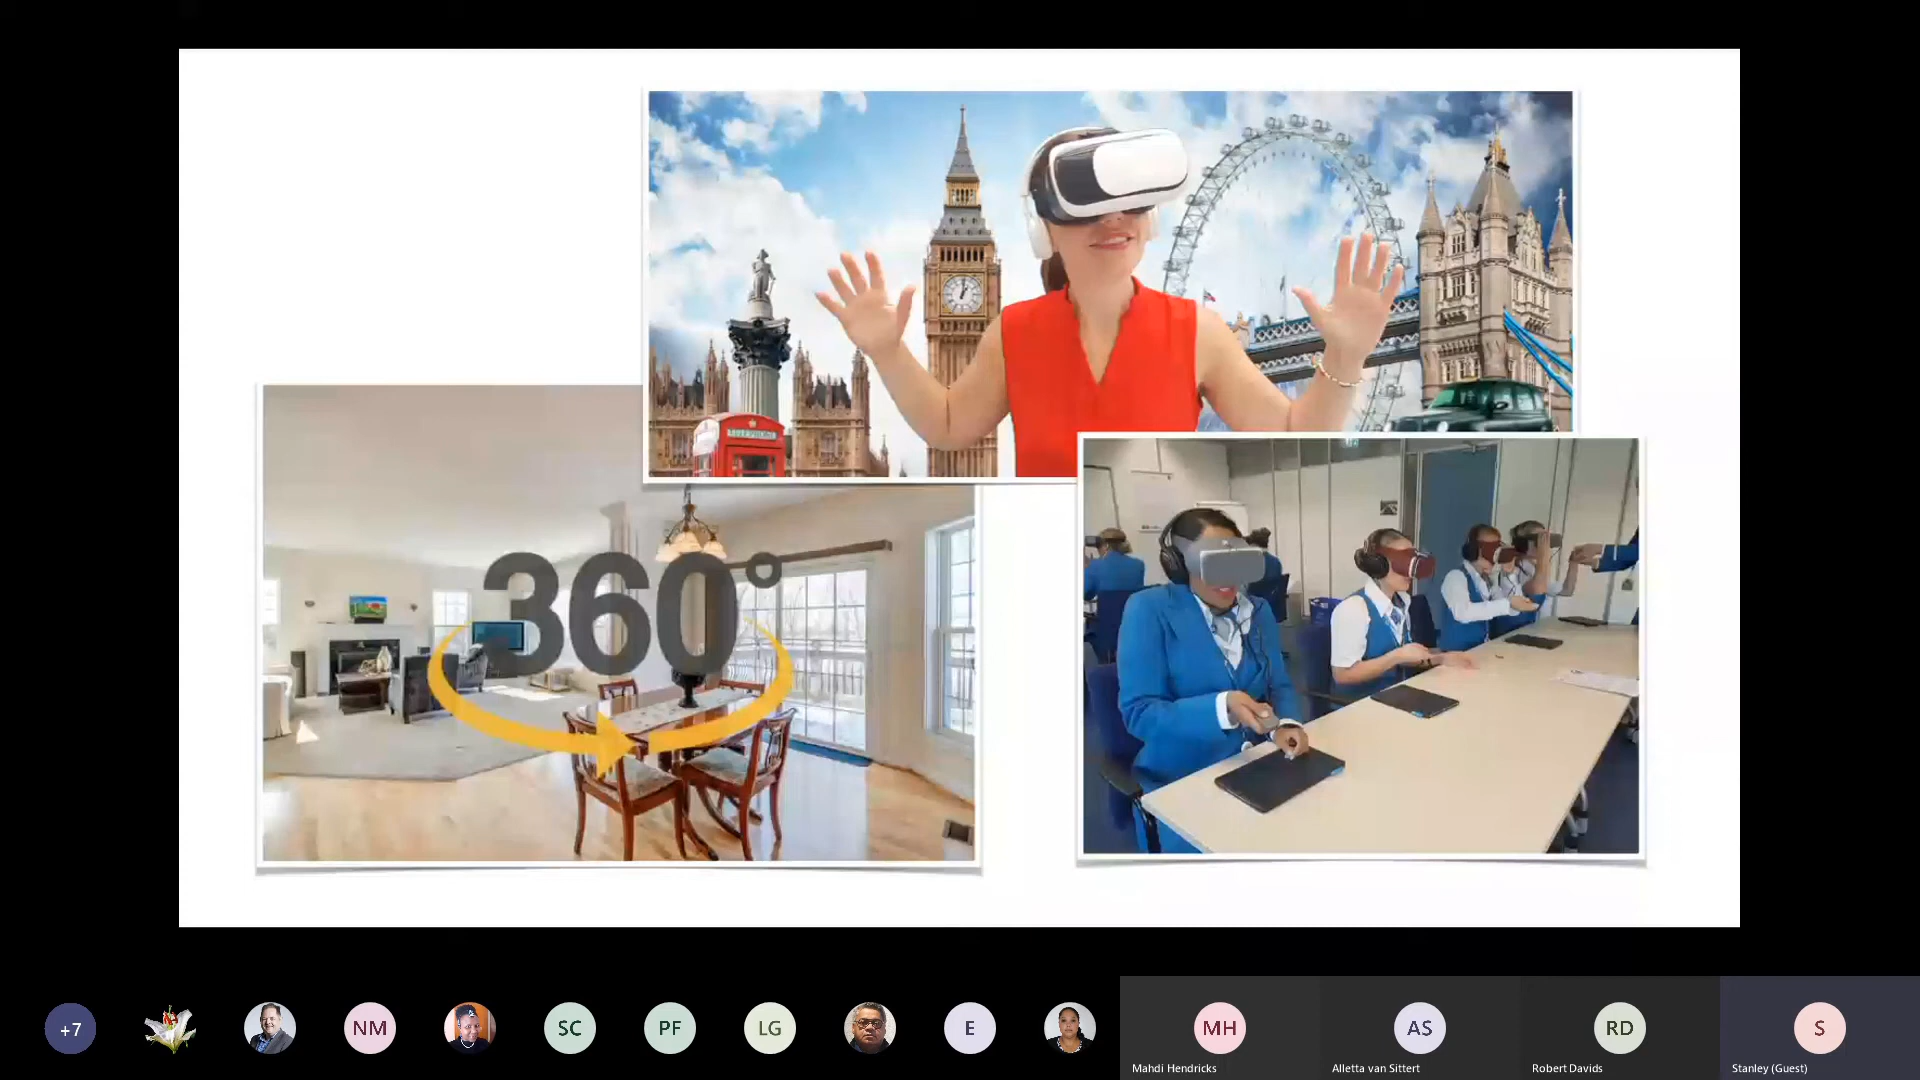 360°
+7
NM
SC
PF
LG
E
MH
AS
RD
S
Mahdi Hendricks
Alletta van Sittert
Robert Davids
Stanley (Guest)